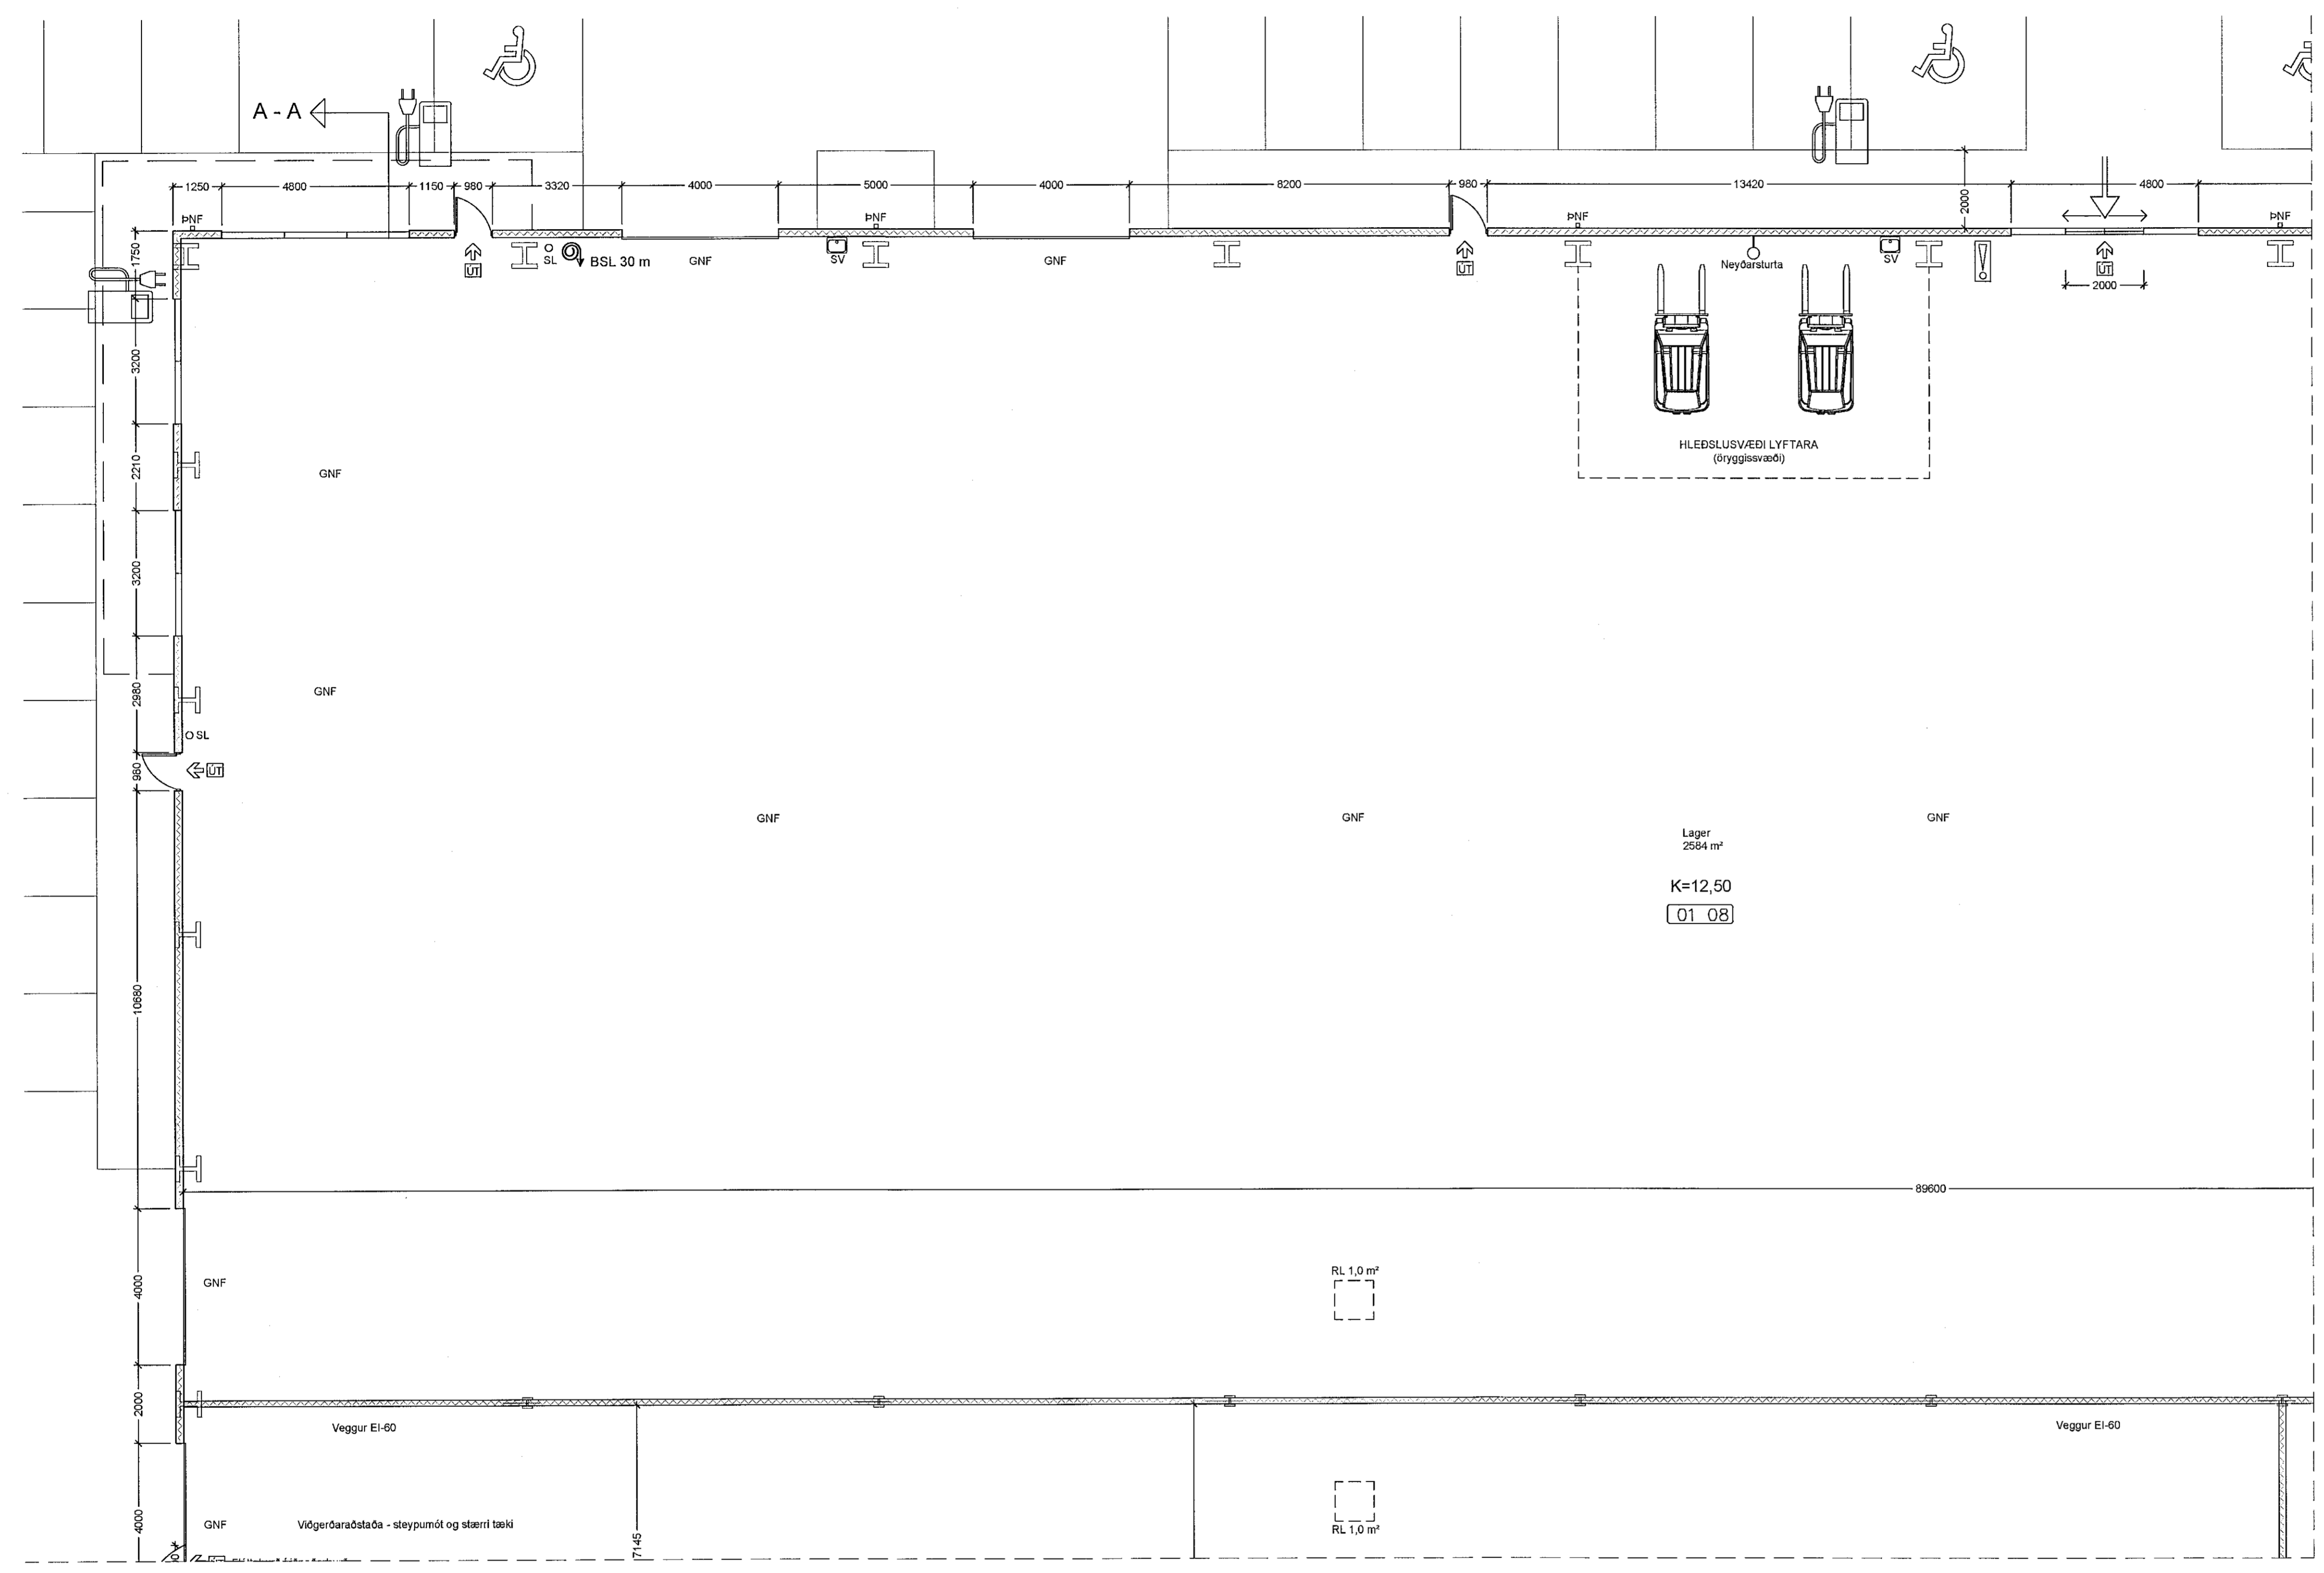 A - A
1250
4800
1150
980
3320
4000
5000
4000
8200
980
13420
2000
4800
ÞNF
ÞNF
ÞNF
ÞNF
1750
ÚT
SL
BSL 30 m
GNF
SV
GNF
ÚT
Neyðarsturta
SV
ÚT
2000
3200
HLEÐSLUSVÆÐI LYFTARA
(öryggissvæði)
2210
GNF
3200
2980
GNF
SL
980
ÚT
GNF
GNF
GNF
Lager
2584 m²
K=12,50
01 08
10680
89600
4000
GNF
RL 1,0 m²
2000
Veggur EI-60
Veggur EI-60
4000
GNF
Viðgerðaraðstaða - steypumót og stærri tæki
7145
RL 1,0 m²